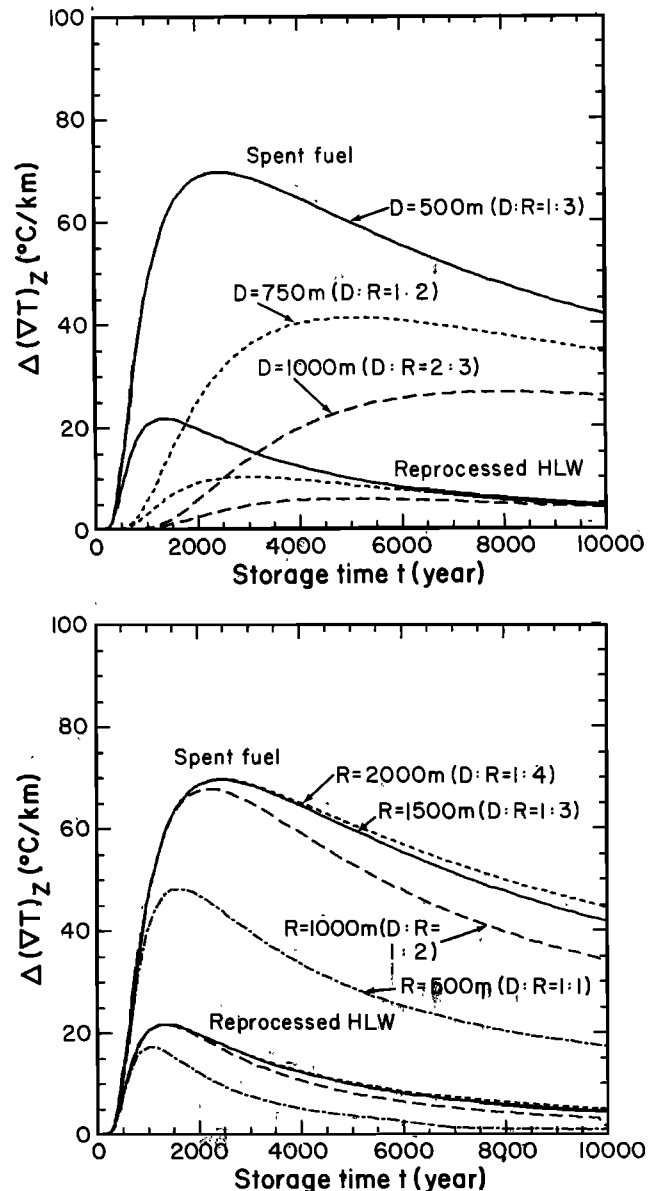 100
80
60
40
20
0
Δ(∇T)z (°C/km)
Spent fuel
D=500m (D:R=1:3)
D=750m (D:R=1:2)
D=1000m (D:R=2:3)
Reprocessed HLW
0 2000 4000 6000 8000 10000
Storage time t (year)
100
80
60
40
20
0
Δ(∇T)z (°C/km)
Spent fuel
R=2000m (D:R=1:4)
R=1500m (D:R=1:3)
R=1000m (D:R=
1:2)
R=500m (D:R=1:1)
Reprocessed HLW
0 2000 4000 6000 8000 10000
Storage time t (year)